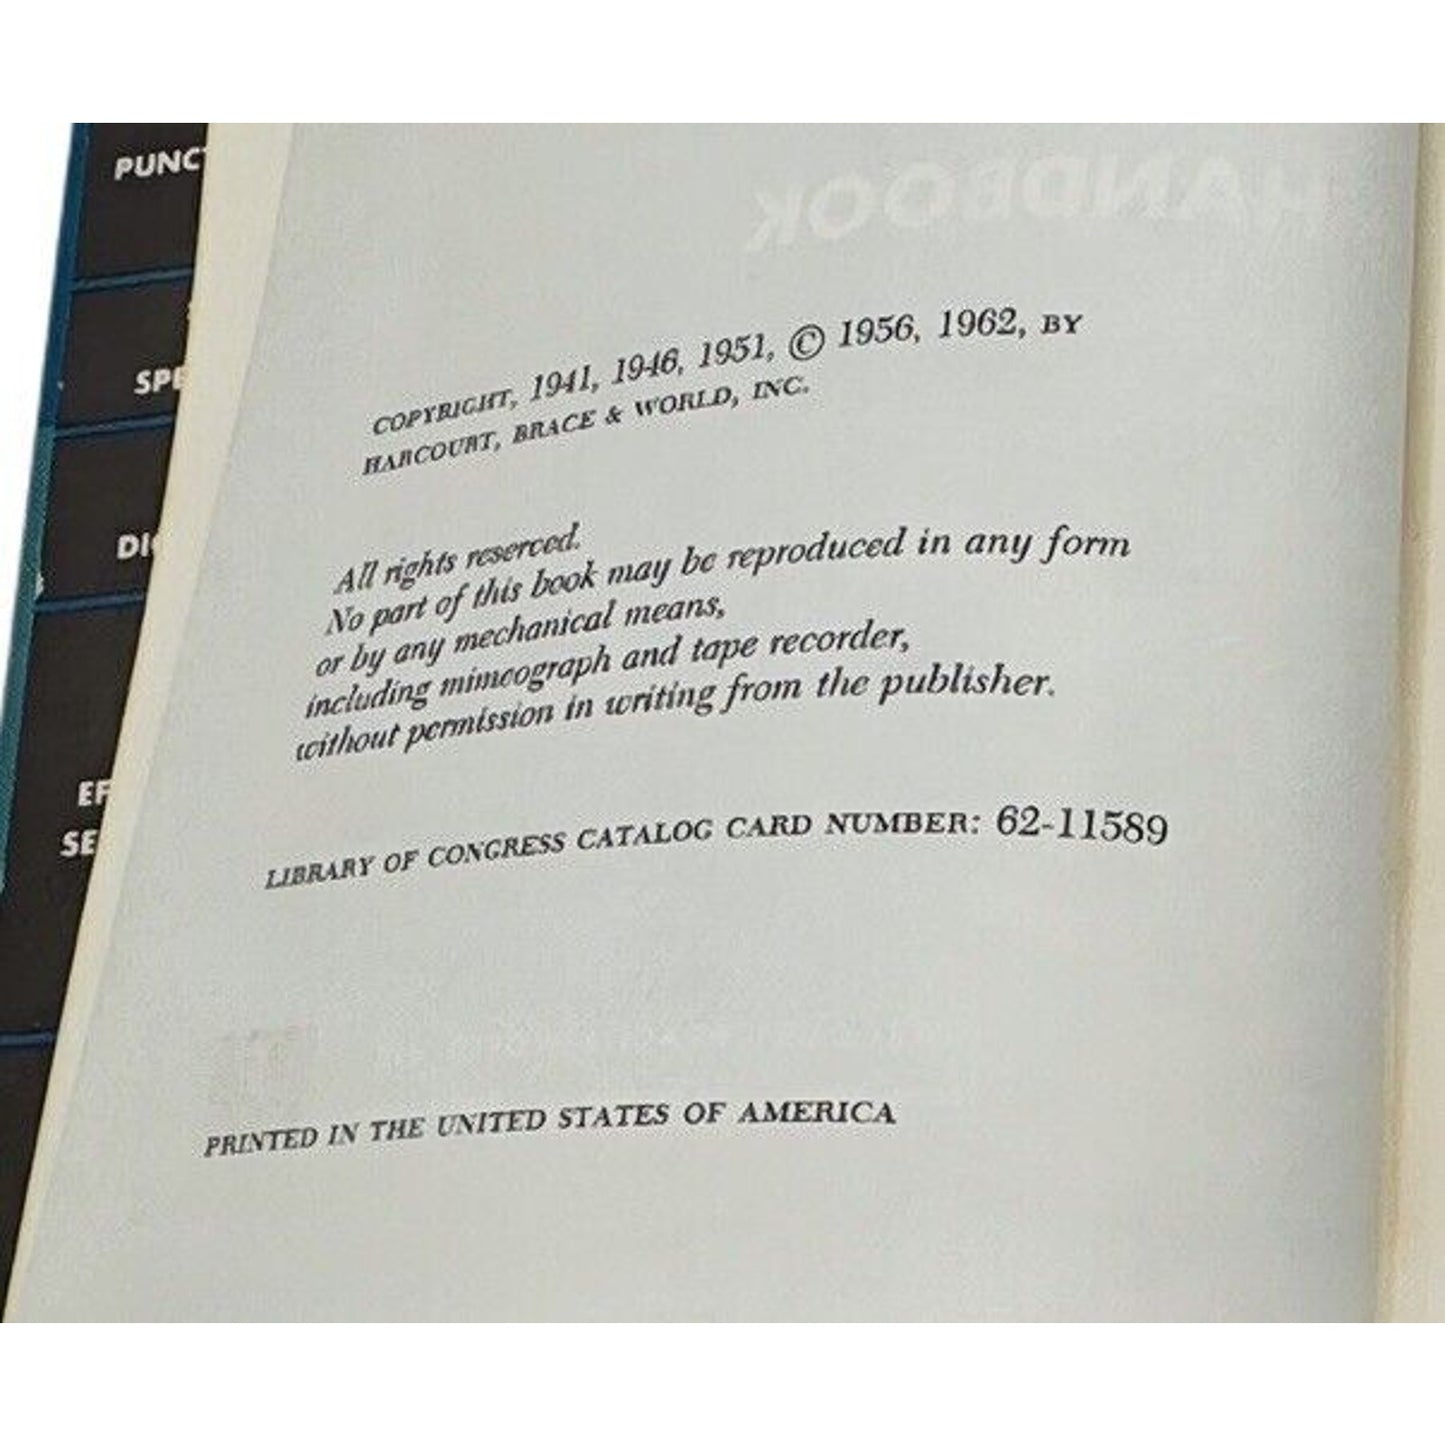 PUNCT
SPE
DIC
EF
SE
HANDBOOK
COPYRIGHT, 1941, 1946, 1951, © 1956, 1962, BY
HARCOURT, BRACE & WORLD, INC.
All rights reserved.
No part of this book may be reproduced in any form
or by any mechanical means,
including mimeograph and tape recorder,
without permission in writing from the publisher.
LIBRARY OF CONGRESS CATALOG CARD NUMBER: 62-11589
PRINTED IN THE UNITED STATES OF AMERICA